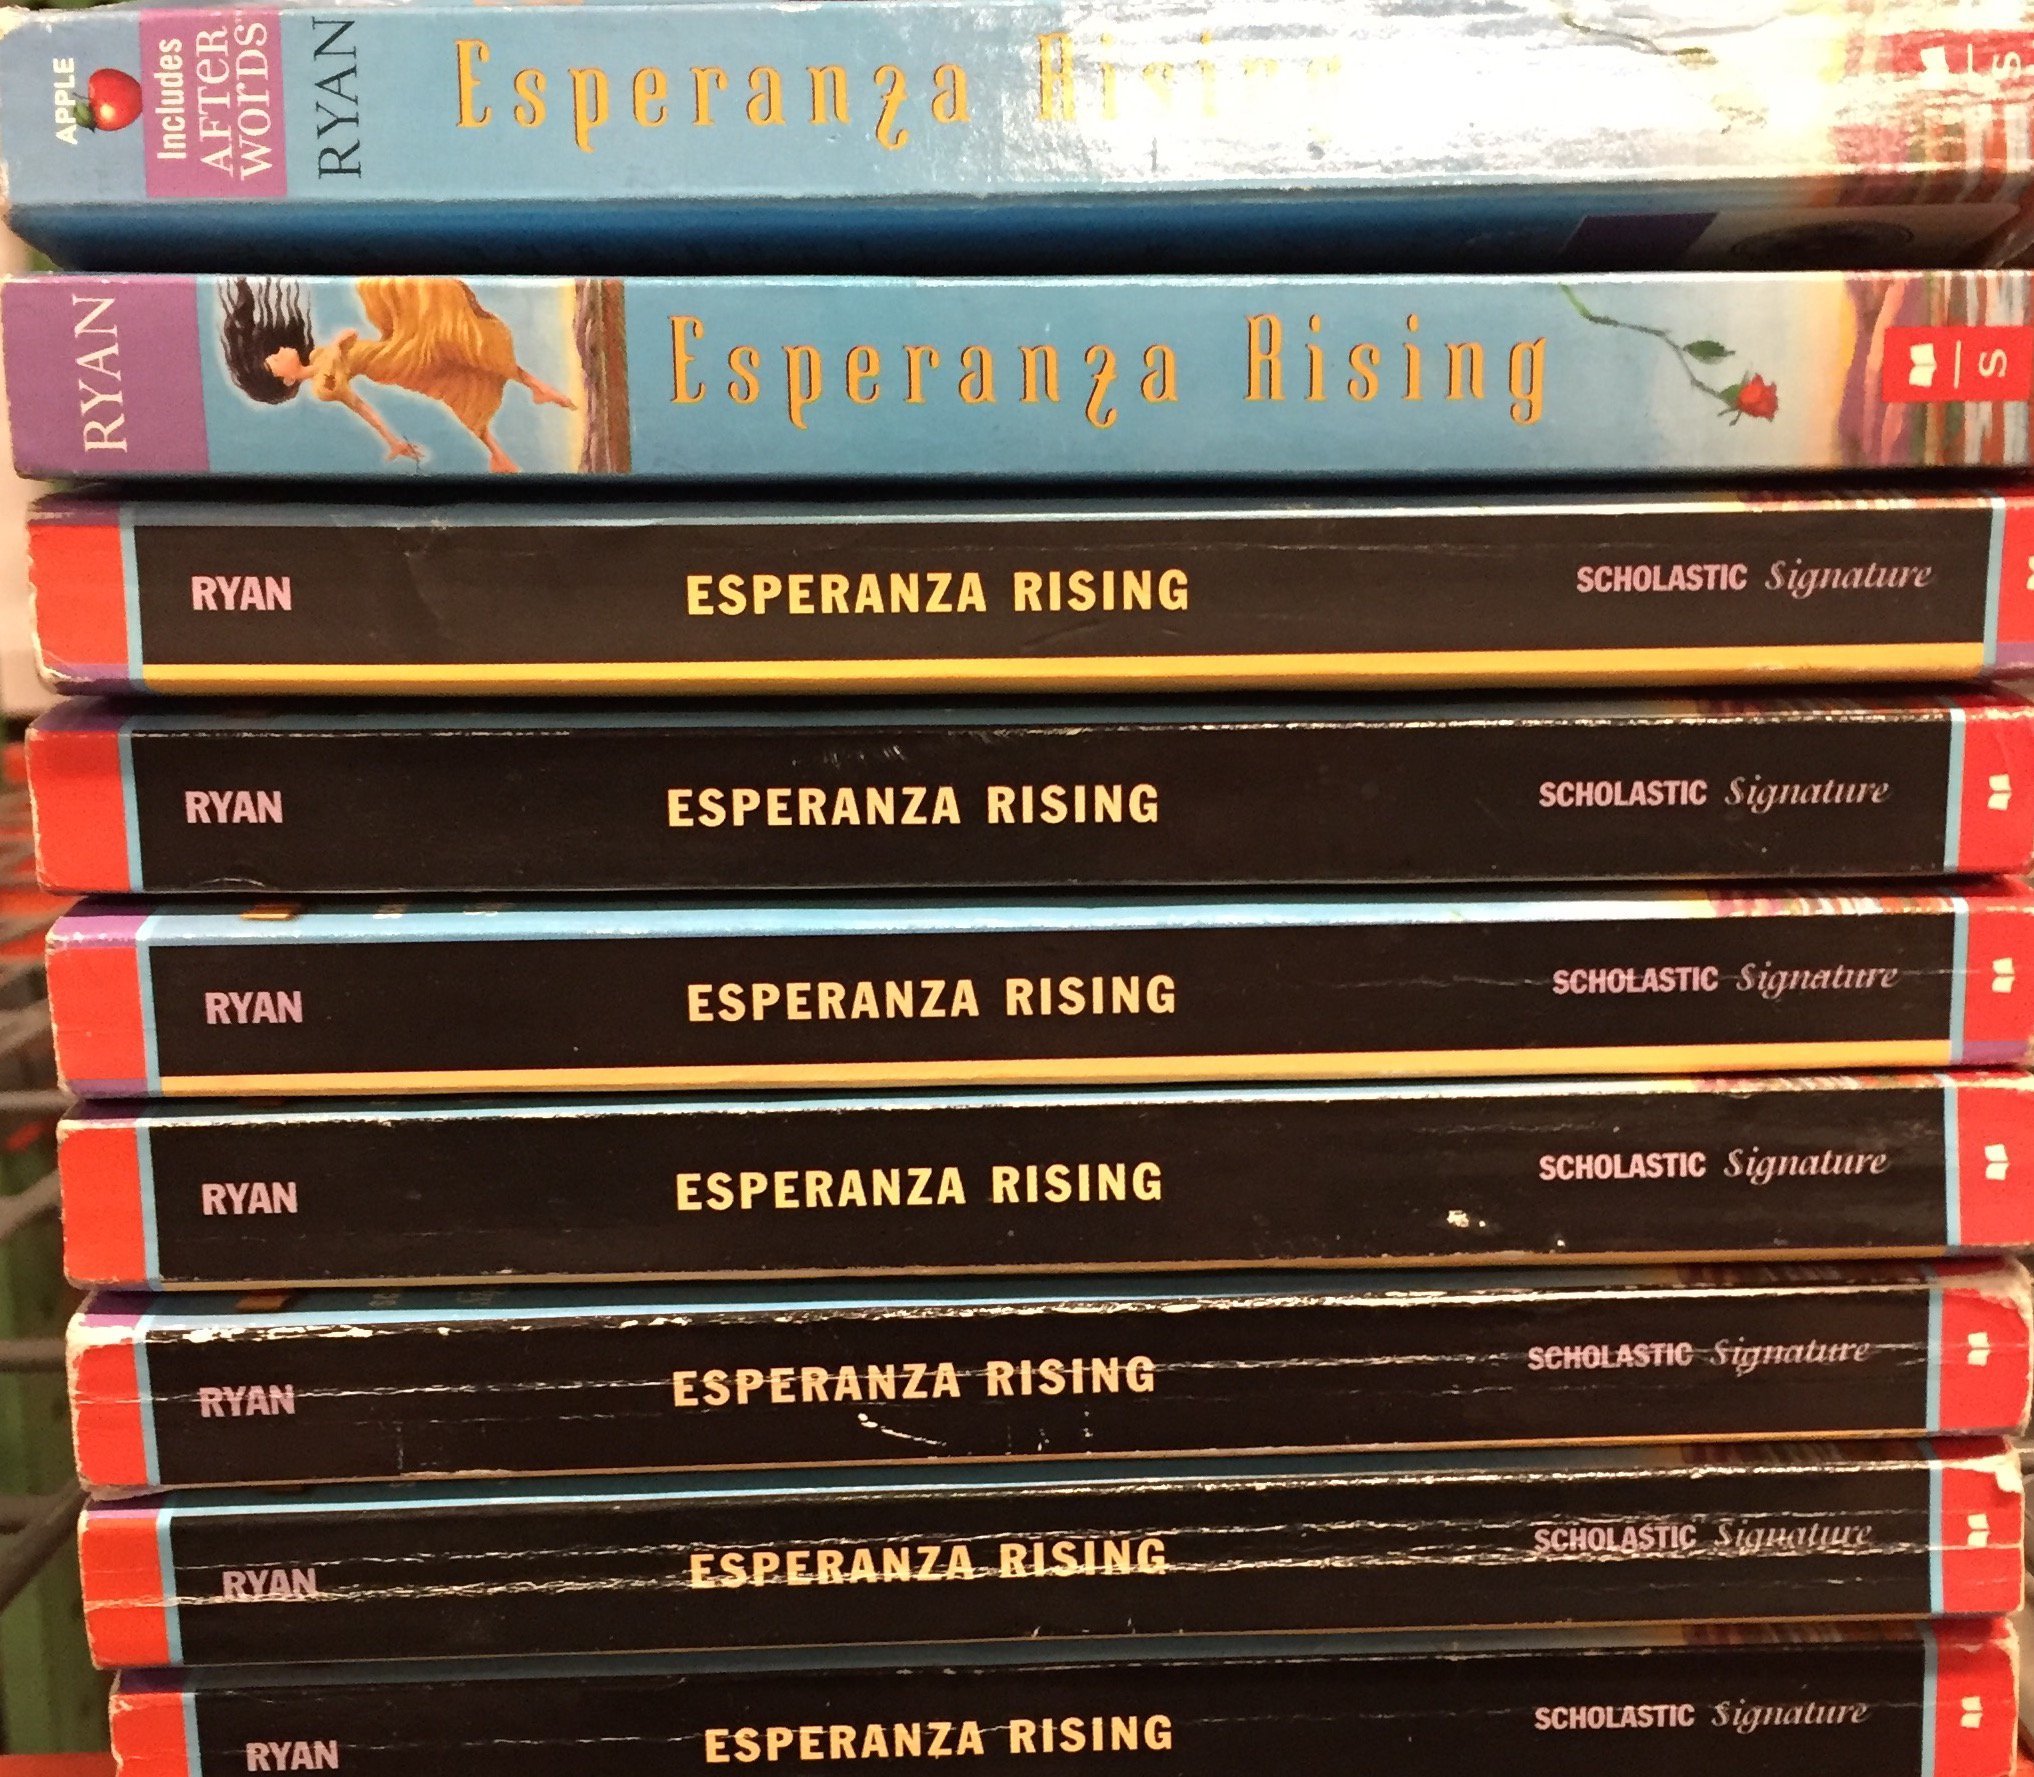 APPLE
Includes
AFTER
WORDS™
RYAN
Esperanza Rising
S
RYAN
Esperanza Rising
S
RYAN ESPERANZA RISING SCHOLASTIC Signature
RYAN ESPERANZA RISING SCHOLASTIC Signature
RYAN ESPERANZA RISING SCHOLASTIC Signature
RYAN ESPERANZA RISING SCHOLASTIC Signature
RYAN ESPERANZA RISING SCHOLASTIC Signature
RYAN ESPERANZA RISING SCHOLASTIC Signature
RYAN ESPERANZA RISING SCHOLASTIC Signature